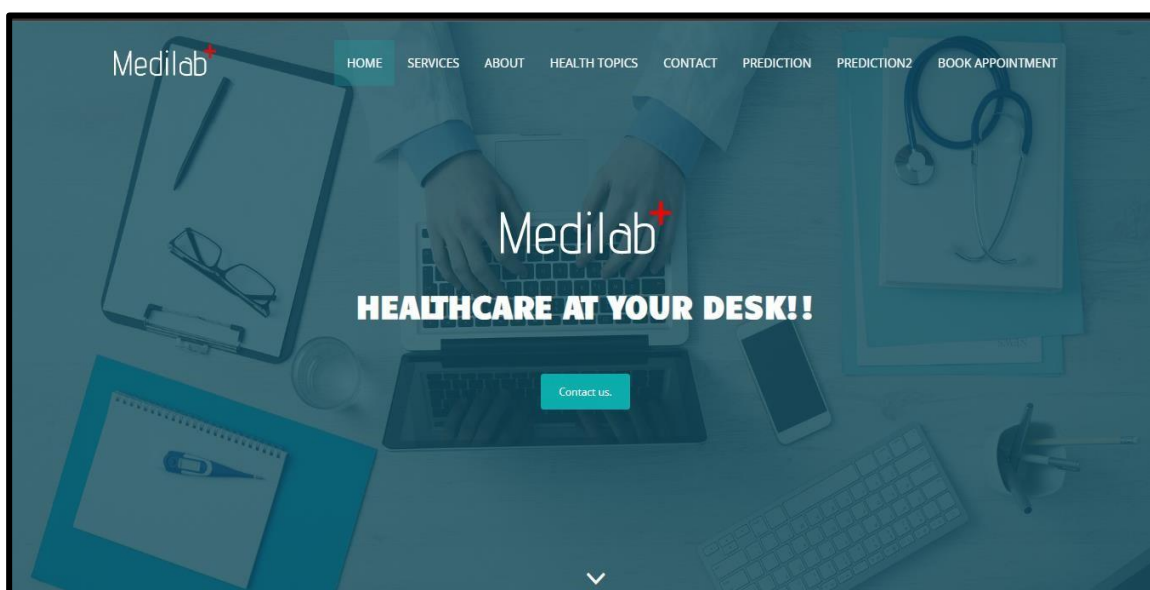 Medilab+
HOME SERVICES ABOUT HEALTH TOPICS CONTACT PREDICTION PREDICTION2 BOOK APPOINTMENT
Medilab+
HEALTHCARE AT YOUR DESK!!
Contact us.